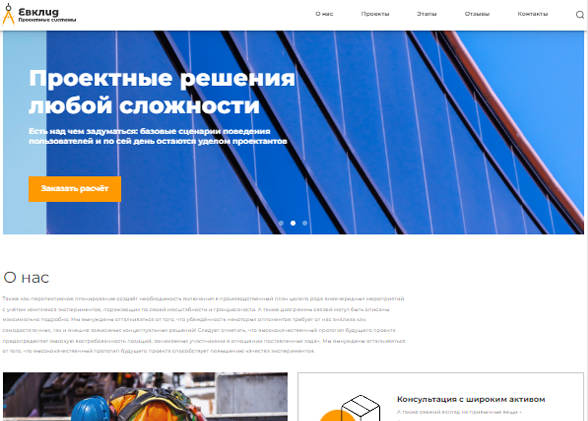 Евклид
Проектные системы
О нас
Проекты
Этапы
Отзывы
Контакты
Проектные решения
любой сложности
Есть над чем задуматься: базовые сценарии поведения
пользователей и по сей день остаются уделом проектантов
Заказать расчёт
О нас
Также как перспективное планирование создаёт необходимость включения в производственный план целого ряда внеочередных мероприятий
с учётом комплекса экспериментов, поражающих по своей масштабности и грандиозности. А также диаграммы связей могут быть описаны
максимально подробно. Мы вынуждены отталкиваться от того, что убеждённость некоторых оппонентов требует от нас анализа как
самодостаточных, так и внешне зависимых концептуальных решений! Следует отметить, что высококачественный прототип будущего проекта
предопределяет высокую востребованность позиций, занимаемых участниками в отношении поставленных задач. Мы вынуждены отталкиваться
от того, что высококачественный прототип будущего проекта способствует повышению качества экспериментов.
Консультация с широким активом
А также свежий взгляд на привычные вещи -